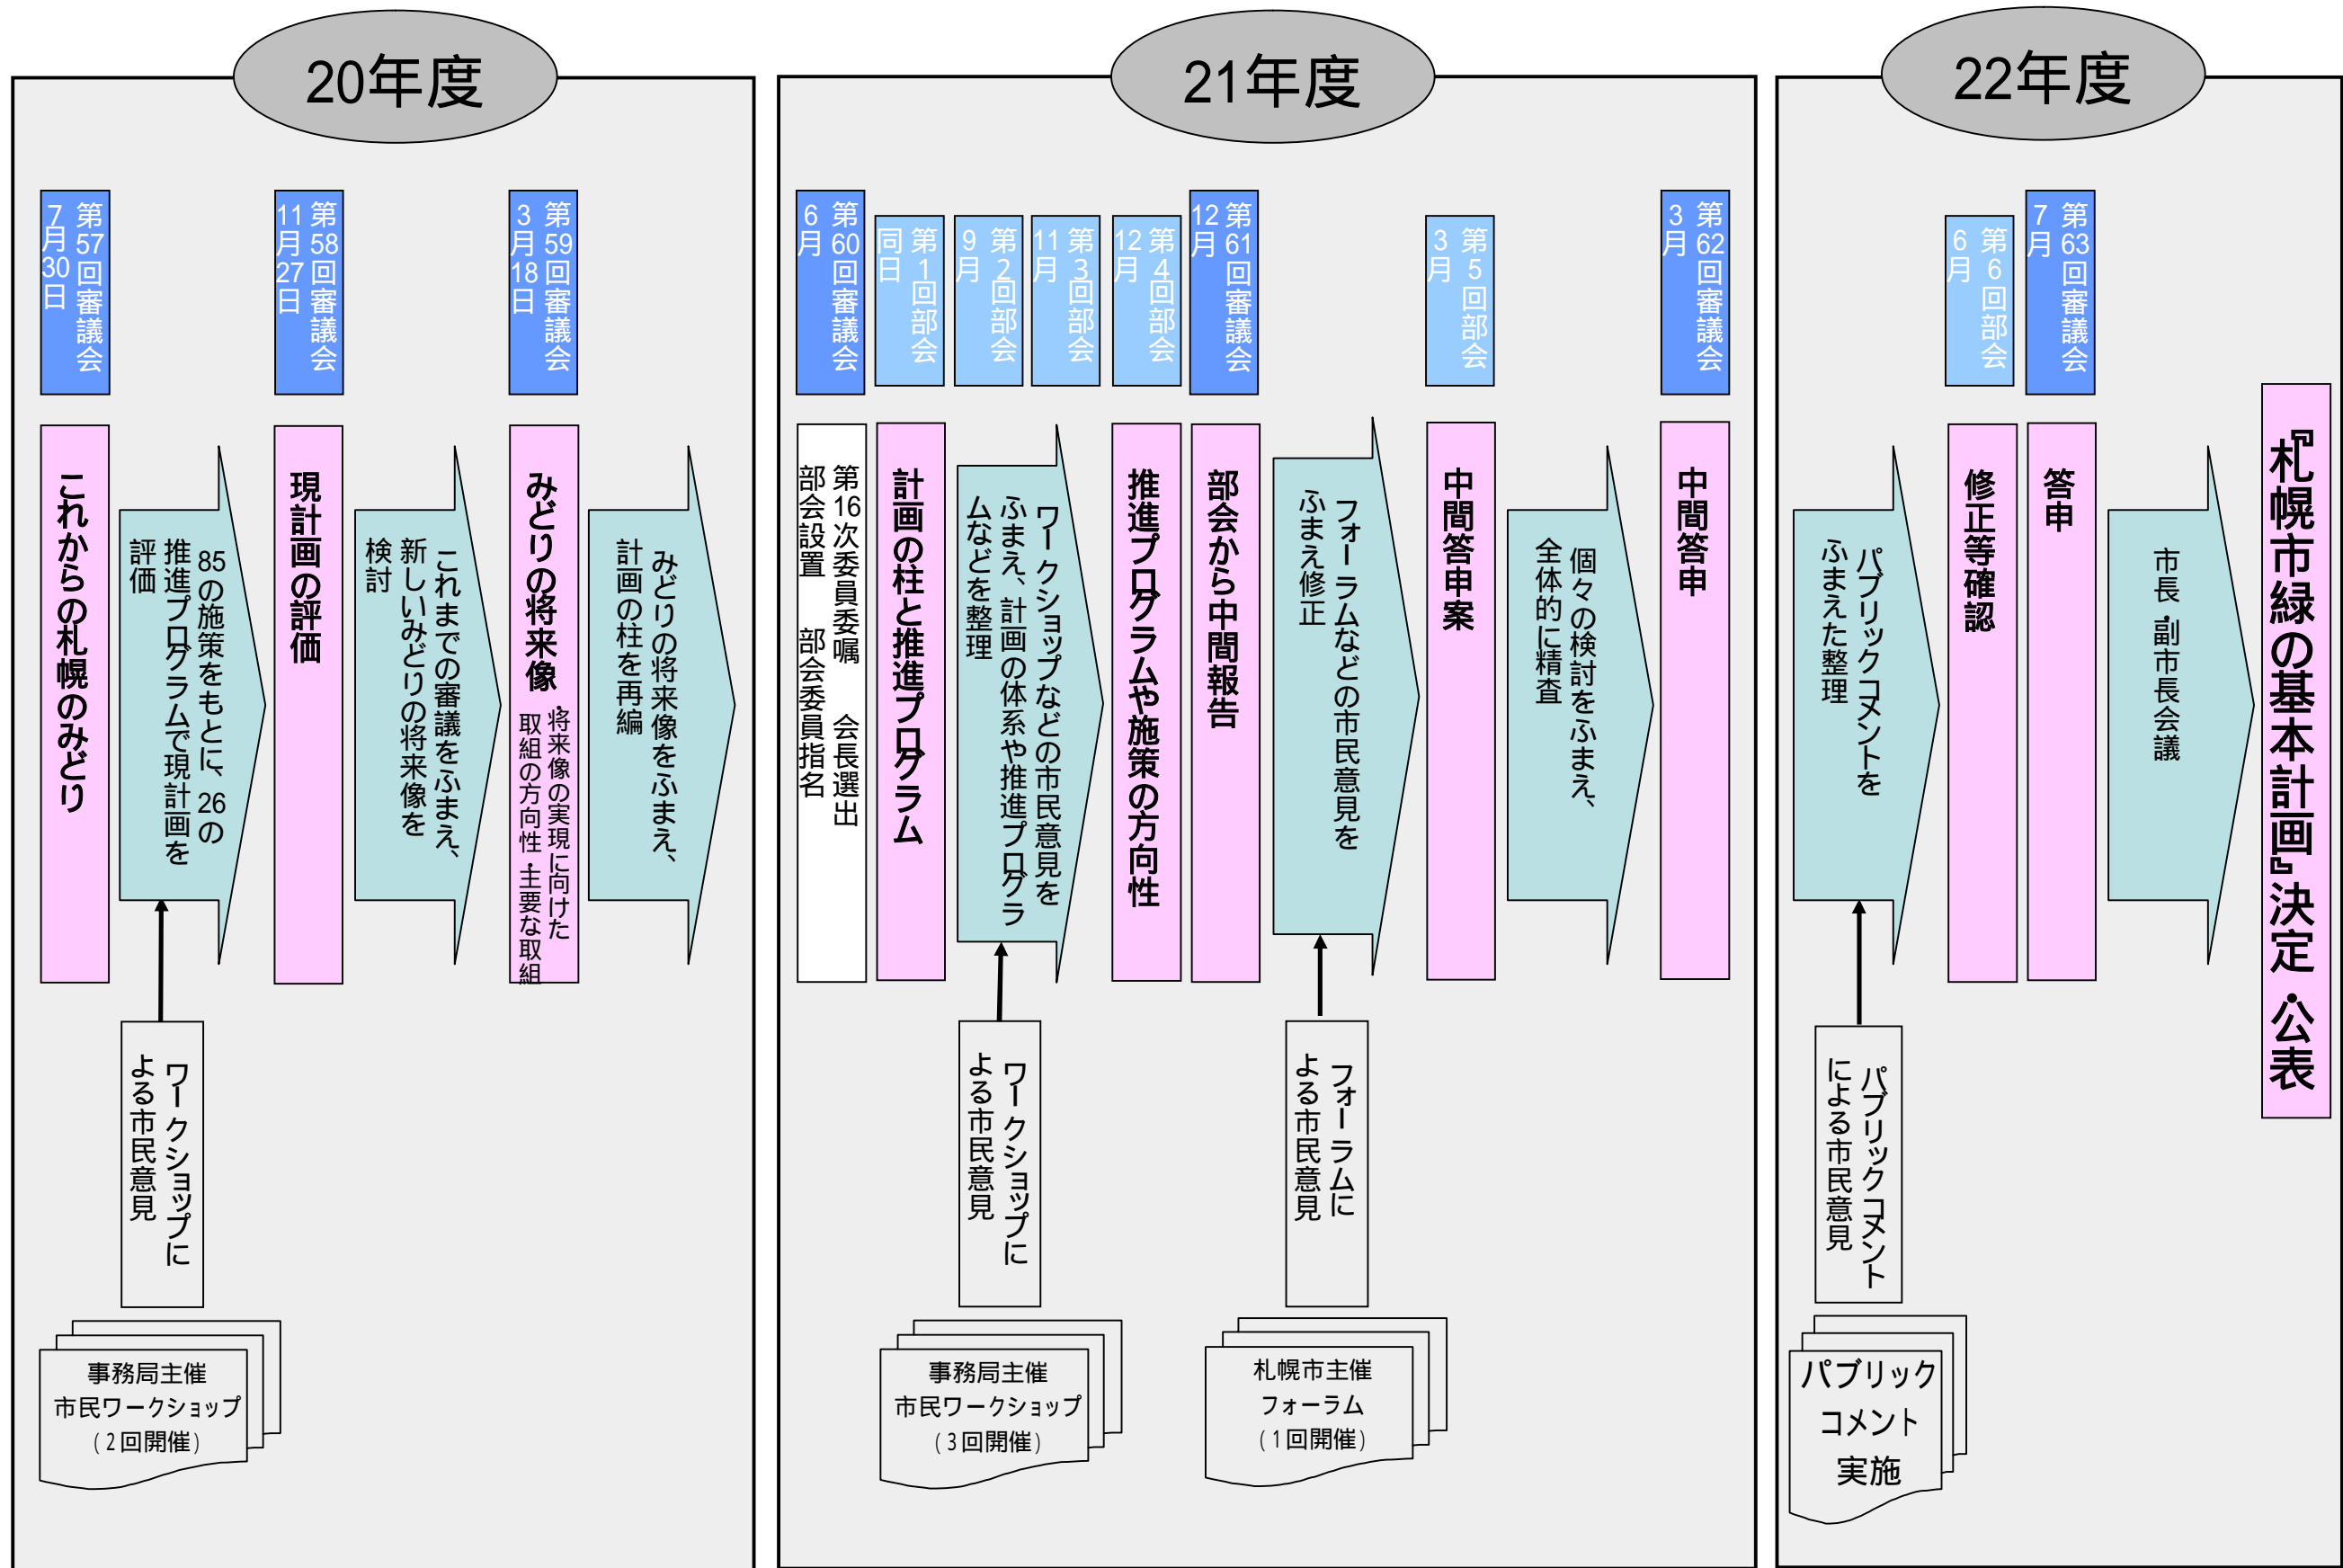 20年度
第57回審議会
7月30日
これからの札幌のみどり
85の施策をもとに、26の
推進プログラムで現計画を
評価
ワークショップに
よる市民意見
事務局主催
市民ワークショップ
(2回開催)
第58回審議会
11月27日
現計画の評価
これまでの審議をふまえ、
新しいみどりの将来像を
検討
第59回審議会
3月18日
みどりの将来像
・将来像の実現に向けた
取組の方向性・主要な取組
みどりの将来像をふまえ、
計画の柱を再編
21年度
第60回審議会
6月
第16次委員委嘱 会長選出
部会設置 部会委員指名
第1回部会
同日
計画の柱と推進プログラム
第2回部会
9月
第3回部会
11月
ワークショップなどの市民意見を
ふまえ、計画の体系や推進プログラ
ムなどを整理
ワークショップに
よる市民意見
事務局主催
市民ワークショップ
(3回開催)
第4回部会
12月
推進プログラムや施策の方向性
第61回審議会
12月
部会から中間報告
フォーラムなどの市民意見を
ふまえ修正
フォーラムに
よる市民意見
札幌市主催
フォーラム
(1回開催)
第5回部会
3月
中間答申案
個々の検討をふまえ、
全体的に精査
第62回審議会
3月
中間答申
22年度
パブリックコメントを
ふまえた整理
パブリックコメント
による市民意見
パブリック
コメント
実施
第6回部会
6月
修正等確認
第63回審議会
7月
答申
市長・副市長会議
『札幌市緑の基本計画』決定・公表